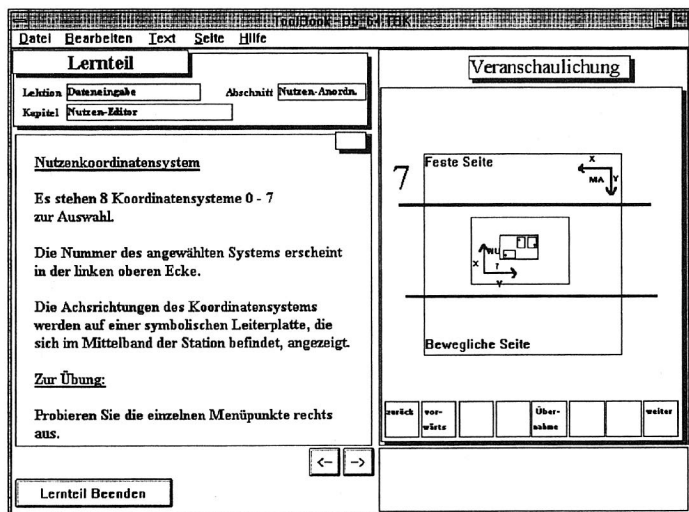 ToolBook - B5_64.TBK
Datei Bearbeiten Text Seite Hilfe
Lernteil
Lektion Dateneingabe Abschnitt Nutzen-Anordn.
Kapitel Nutzen-Editor
Nutzenkoordinatensystem
Es stehen 8 Koordinatensysteme 0 - 7
zur Auswahl.
Die Nummer des angewählten Systems erscheint
in der linken oberen Ecke.
Die Achsrichtungen des Koordinatensystems
werden auf einer symbolischen Leiterplatte, die
sich im Mittelband der Station befindet, angezeigt.
Zur Übung:
Probieren Sie die einzelnen Menüpunkte rechts
aus.
<- ->
Lernteil Beenden
Veranschaulichung
7
Feste Seite
X
MA Y
NU
X 7
Y
Bewegliche Seite
zurück vor-
wärts Über-
nahme weiter